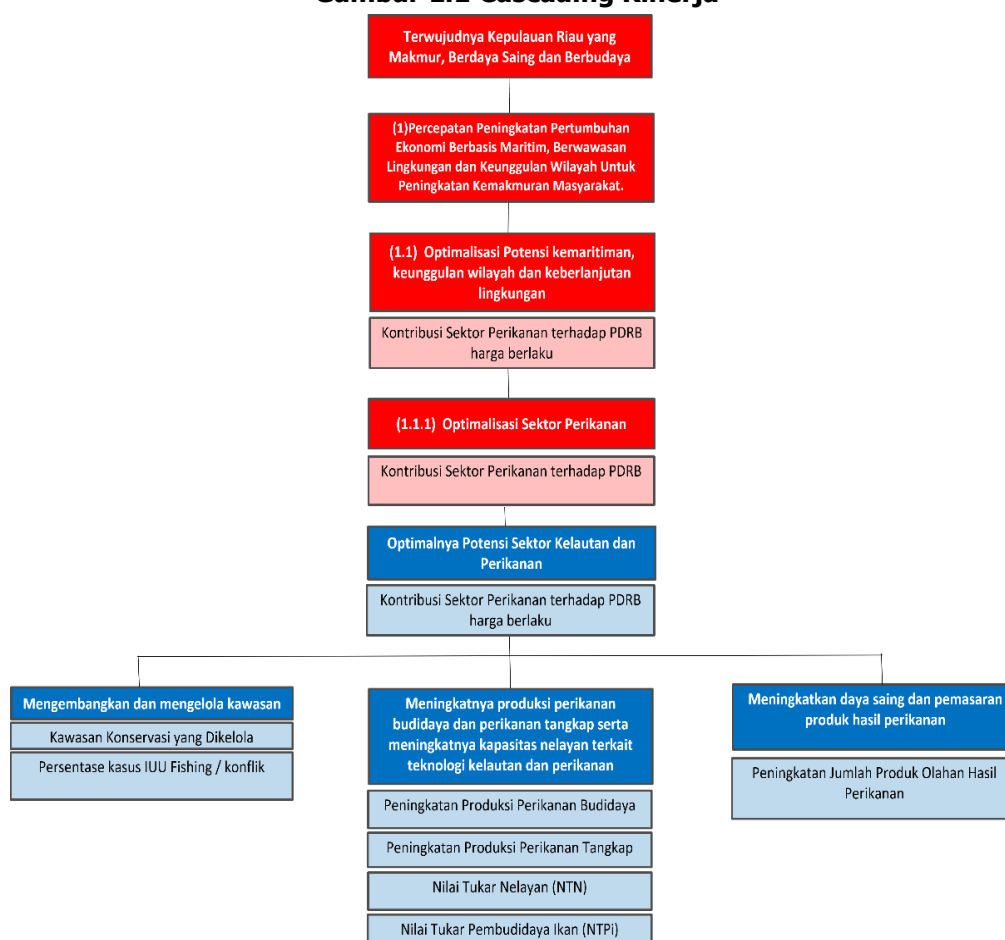 Terwujudnya Kepulauan Riau yang
Makmur, Berdaya Saing dan Berbudaya
(1)Percepatan Peningkatan Pertumbuhan
Ekonomi Berbasis Maritim, Berwawasan
Lingkungan dan Keunggulan Wilayah Untuk
Peningkatan Kemakmuran Masyarakat.
(1.1) Optimalisasi Potensi kemaritiman,
keunggulan wilayah dan keberlanjutan
lingkungan
Kontribusi Sektor Perikanan terhadap PDRB
harga berlaku
(1.1.1) Optimalisasi Sektor Perikanan
Kontribusi Sektor Perikanan terhadap PDRB
Optimalnya Potensi Sektor Kelautan dan
Perikanan
Kontribusi Sektor Perikanan terhadap PDRB
harga berlaku
Mengembangkan dan mengelola kawasan
Kawasan Konservasi yang Dikelola
Persentase kasus IUU Fishing / konflik
Meningkatnya produksi perikanan
budidaya dan perikanan tangkap serta
meningkatnya kapasitas nelayan terkait
teknologi kelautan dan perikanan
Peningkatan Produksi Perikanan Budidaya
Peningkatan Produksi Perikanan Tangkap
Nilai Tukar Nelayan (NTN)
Nilai Tukar Pembudidaya Ikan (NTPi)
Meningkatkan daya saing dan pemasaran
produk hasil perikanan
Peningkatan Jumlah Produk Olahan Hasil
Perikanan